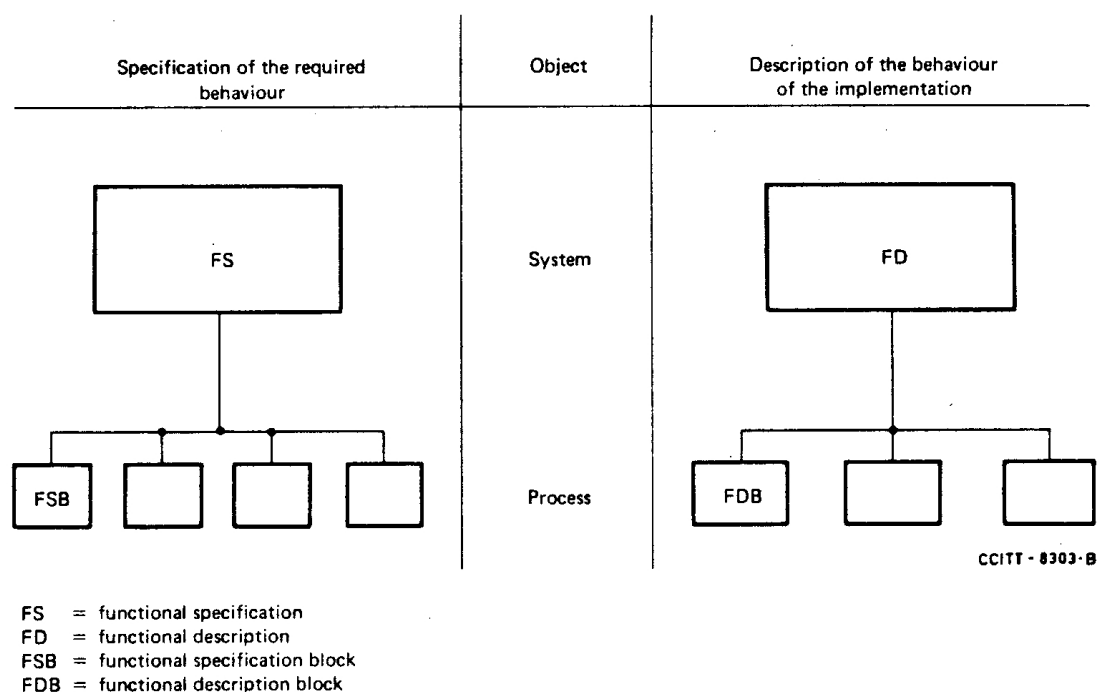 Specification of the required
behaviour
Object
Description of the behaviour
of the implementation
FS
System
FD
FSB
Process
FDB
CCITT - 8303-B
FS = functional specification
FD = functional description
FSB = functional specification block
FDB = functional description block